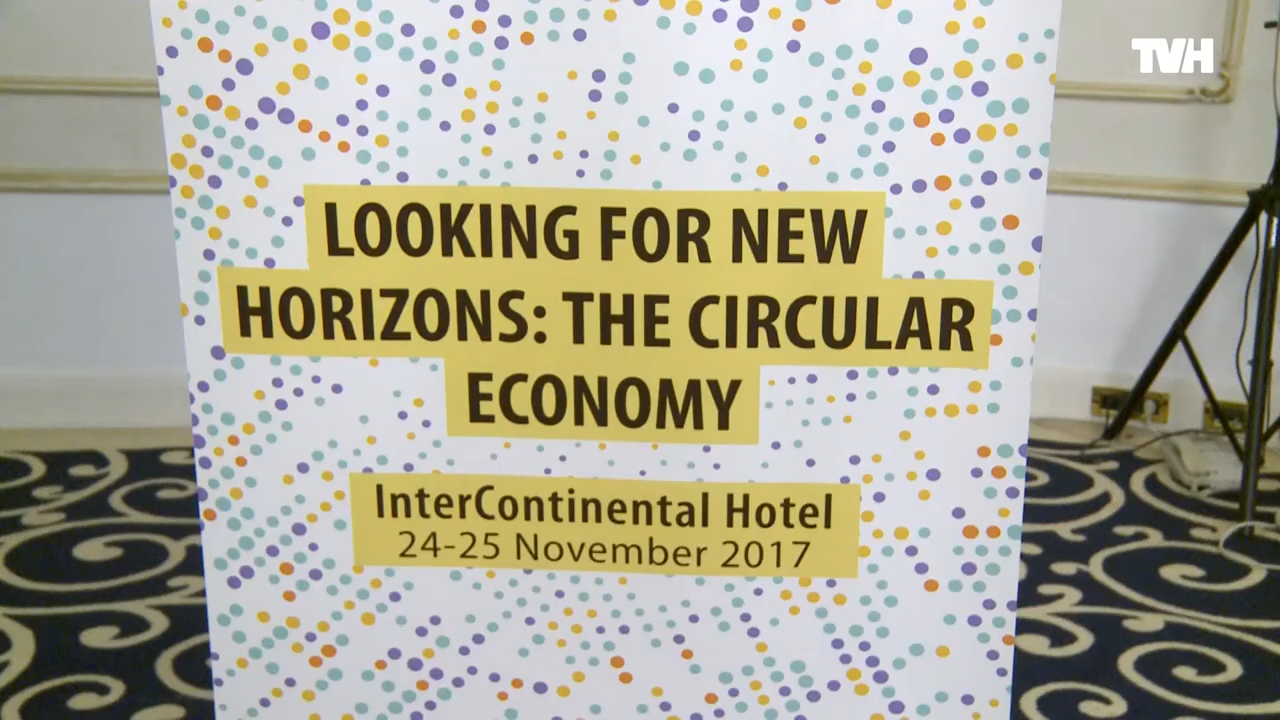 TVH
LOOKING FOR NEW
HORIZONS: THE CIRCULAR
ECONOMY
InterContinental Hotel
24-25 November 2017